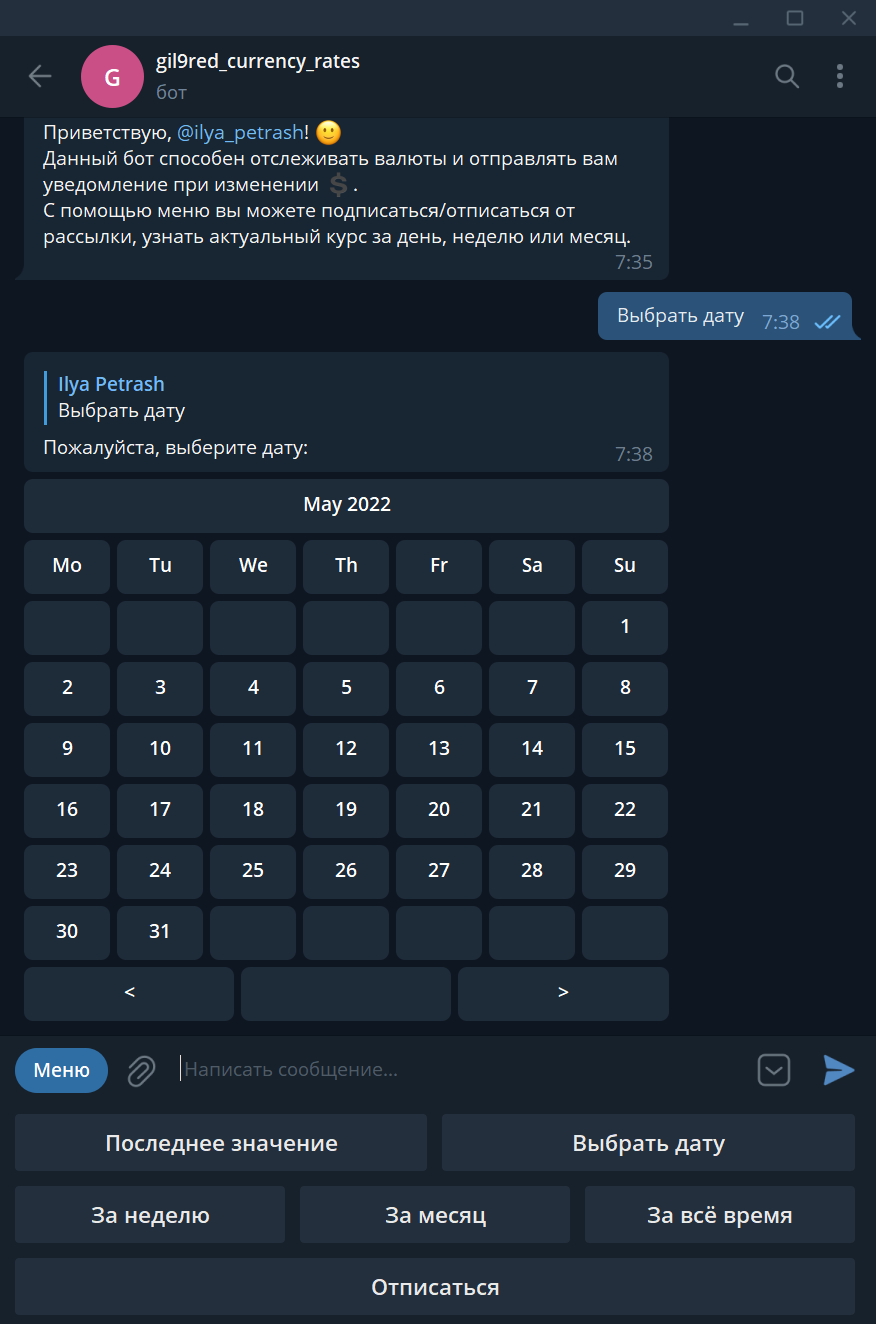 G
gil9red_currency_rates
бот
Приветствую, @ilya_petrash! 🙂
Данный бот способен отслеживать валюты и отправлять вам
уведомление при изменении 💲.
С помощью меню вы можете подписаться/отписаться от
рассылки, узнать актуальный курс за день, неделю или месяц.
7:35
Выбрать дату 7:38
Ilya Petrash
Выбрать дату
Пожалуйста, выберите дату:
7:38
May 2022
Mo Tu We Th Fr Sa Su
1
2 3 4 5 6 7 8
9 10 11 12 13 14 15
16 17 18 19 20 21 22
23 24 25 26 27 28 29
30 31
< >
Меню Написать сообщение...
Последнее значение Выбрать дату
За неделю За месяц За всё время
Отписаться